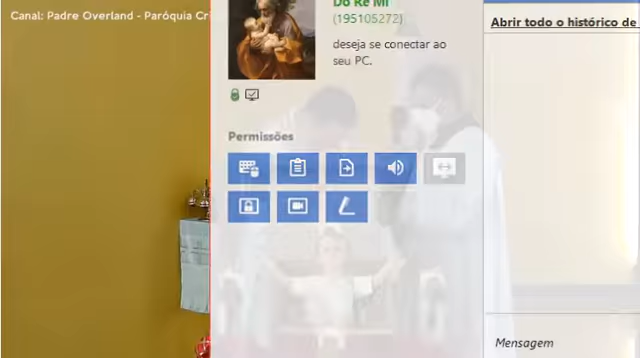 Canal: Padre Overland - Paróquia Cr
Do Re Mi
(195105272)
deseja se conectar ao
seu PC.
Permissões
Abrir todo o histórico de
Mensagem